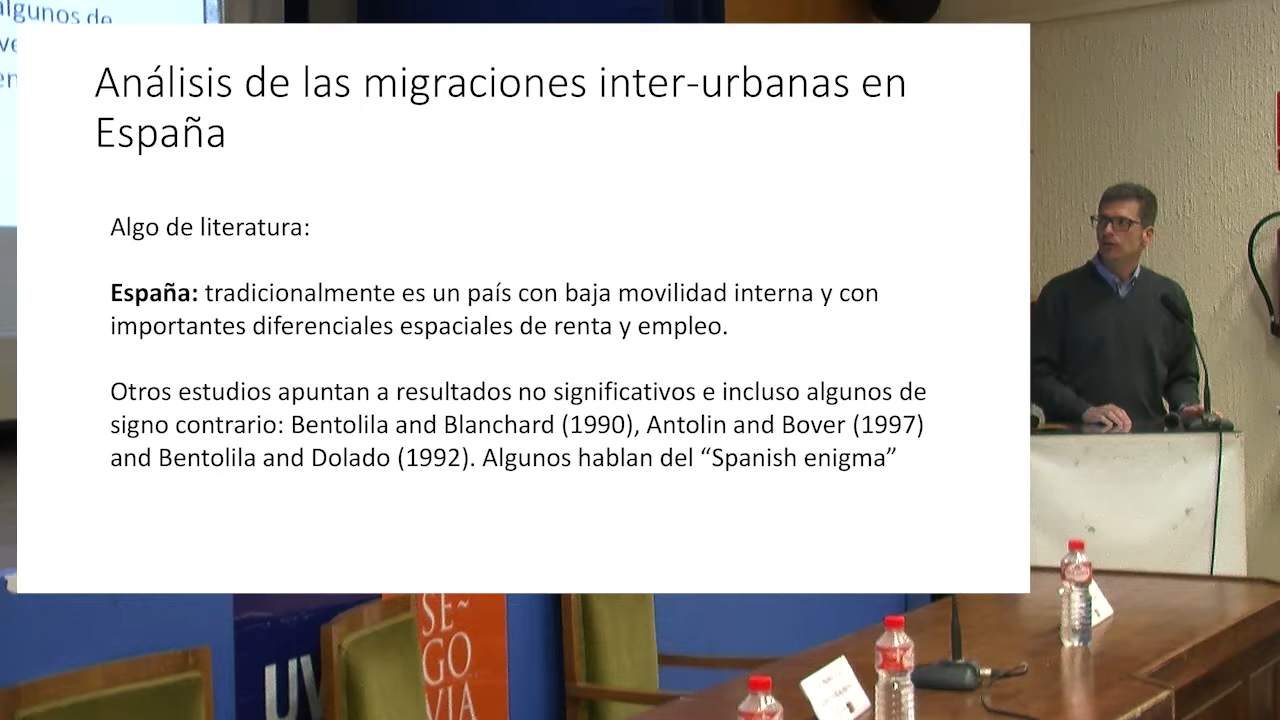 algunos de
Análisis de las migraciones inter-urbanas en
España
Algo de literatura:
España: tradicionalmente es un país con baja movilidad interna y con
importantes diferenciales espaciales de renta y empleo.
Otros estudios apuntan a resultados no significativos e incluso algunos de
signo contrario: Bentolila and Blanchard (1990), Antolin and Bover (1997)
and Bentolila and Dolado (1992). Algunos hablan del “Spanish enigma”
SE~
GO
VIA